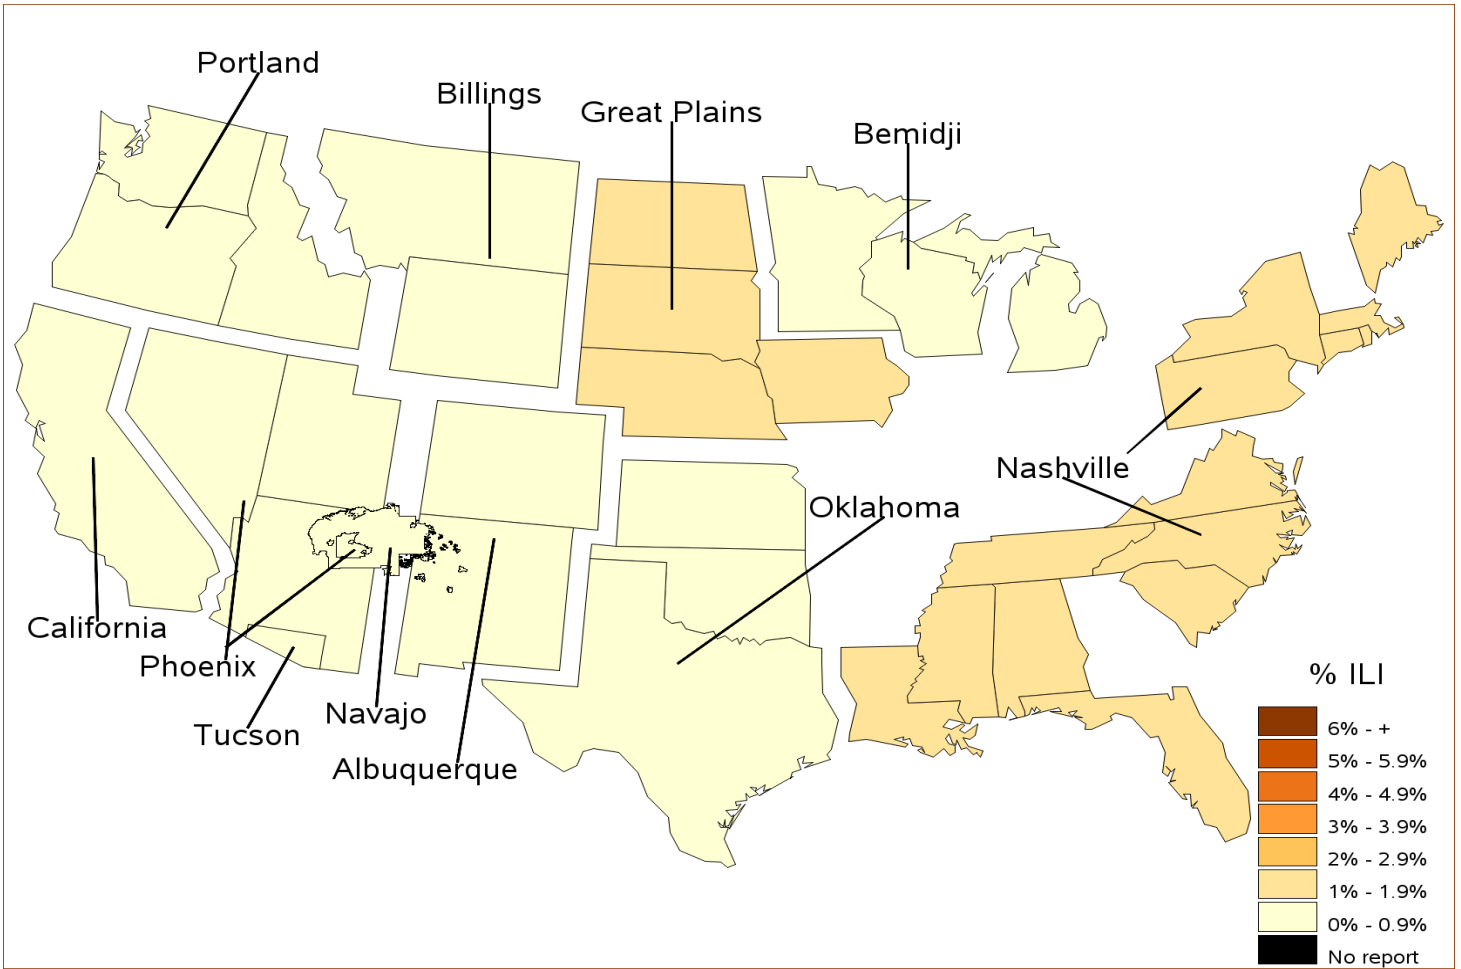 Portland
Billings
Great Plains
Bemidji
Nashville
Oklahoma
California
Phoenix
Navajo
Tucson
Albuquerque
% ILI
6% - +
5% - 5.9%
4% - 4.9%
3% - 3.9%
2% - 2.9%
1% - 1.9%
0% - 0.9%
No report